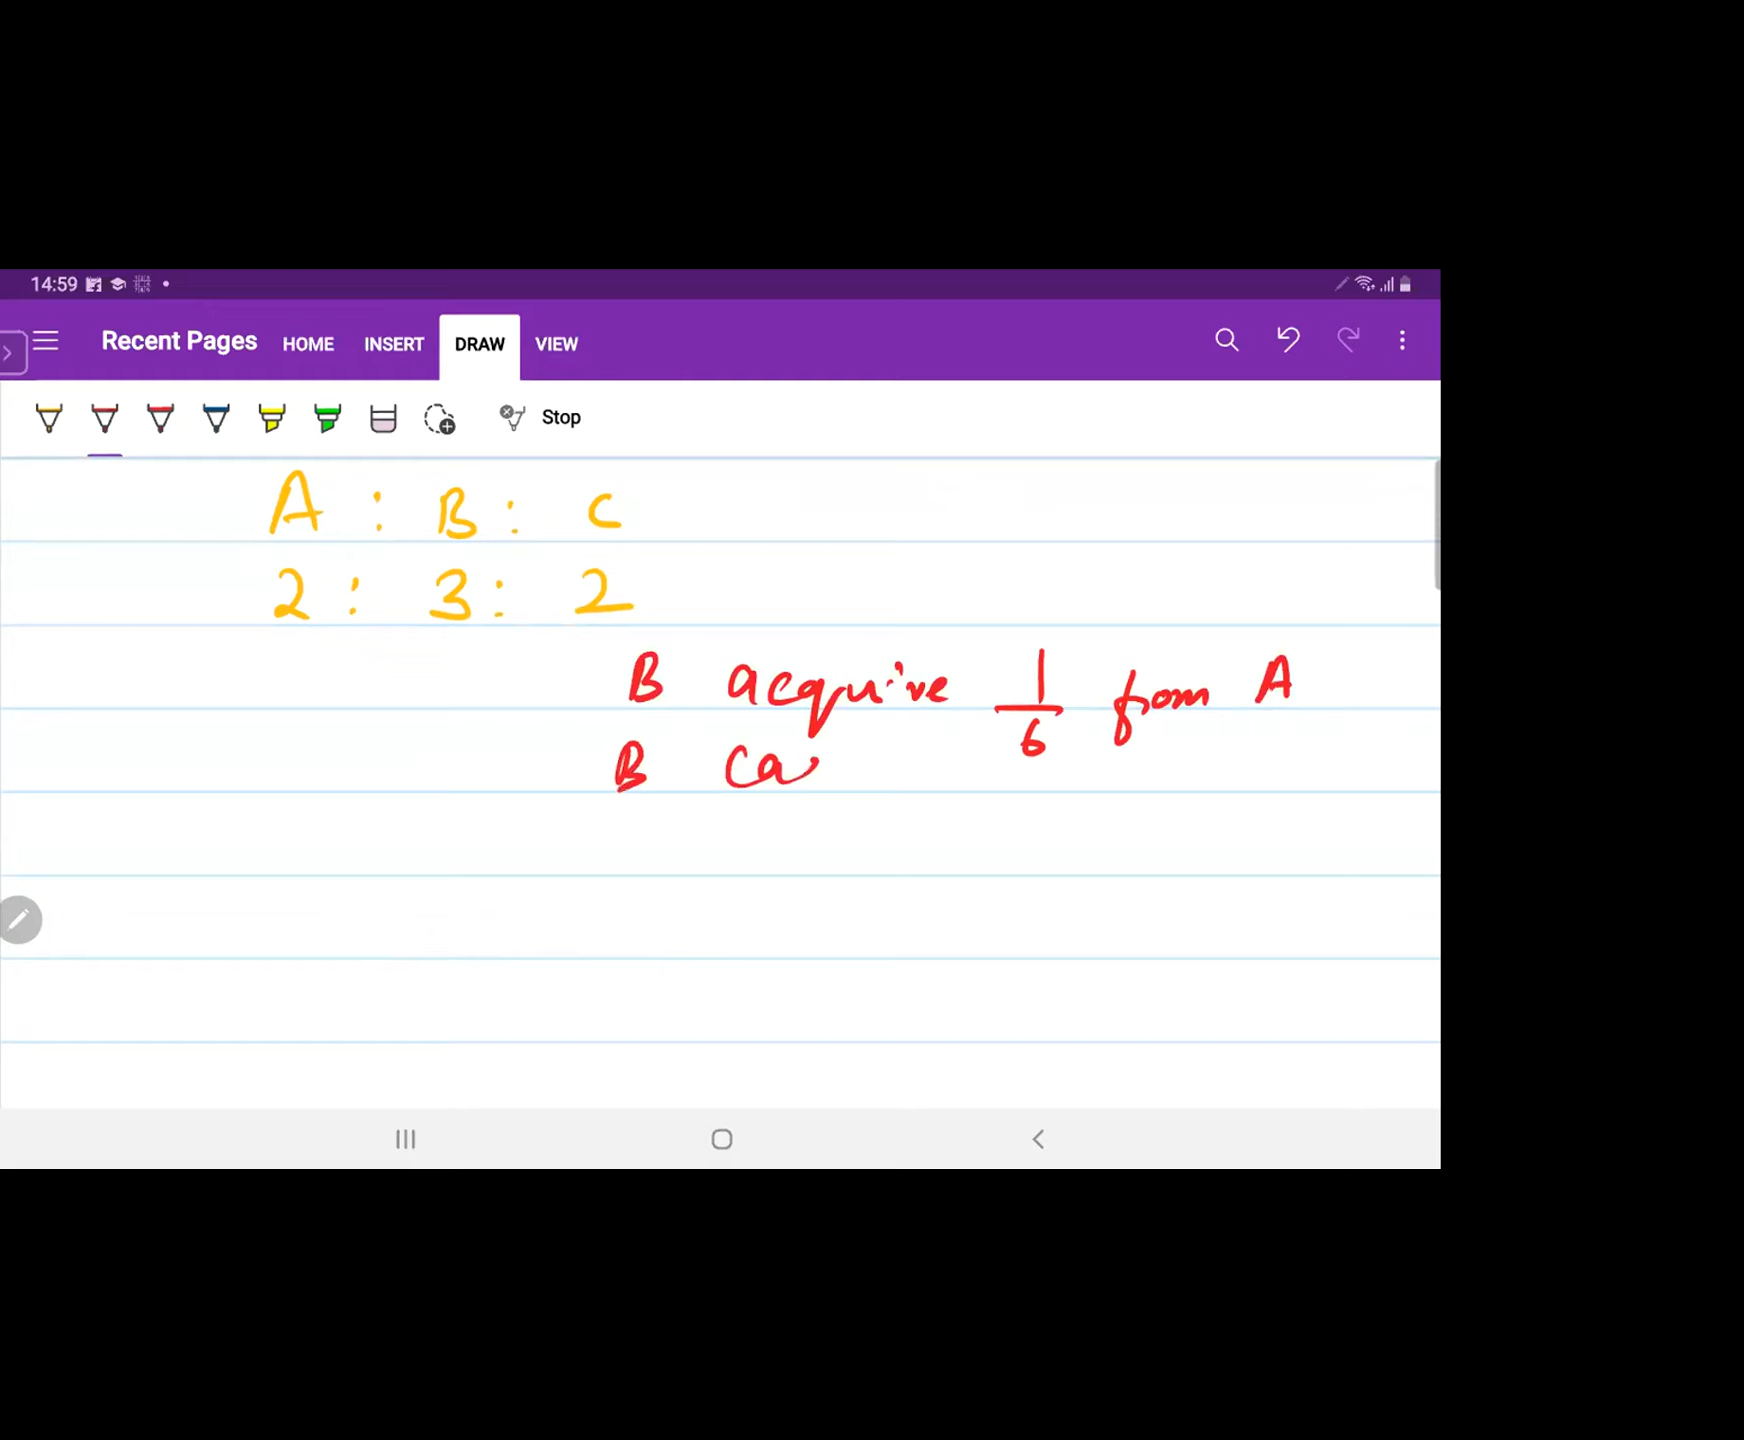 14:59
Recent Pages HOME INSERT DRAW VIEW
Stop
A : B : C
2 : 3 : 2
B acquire 1/6 from A
B Ca